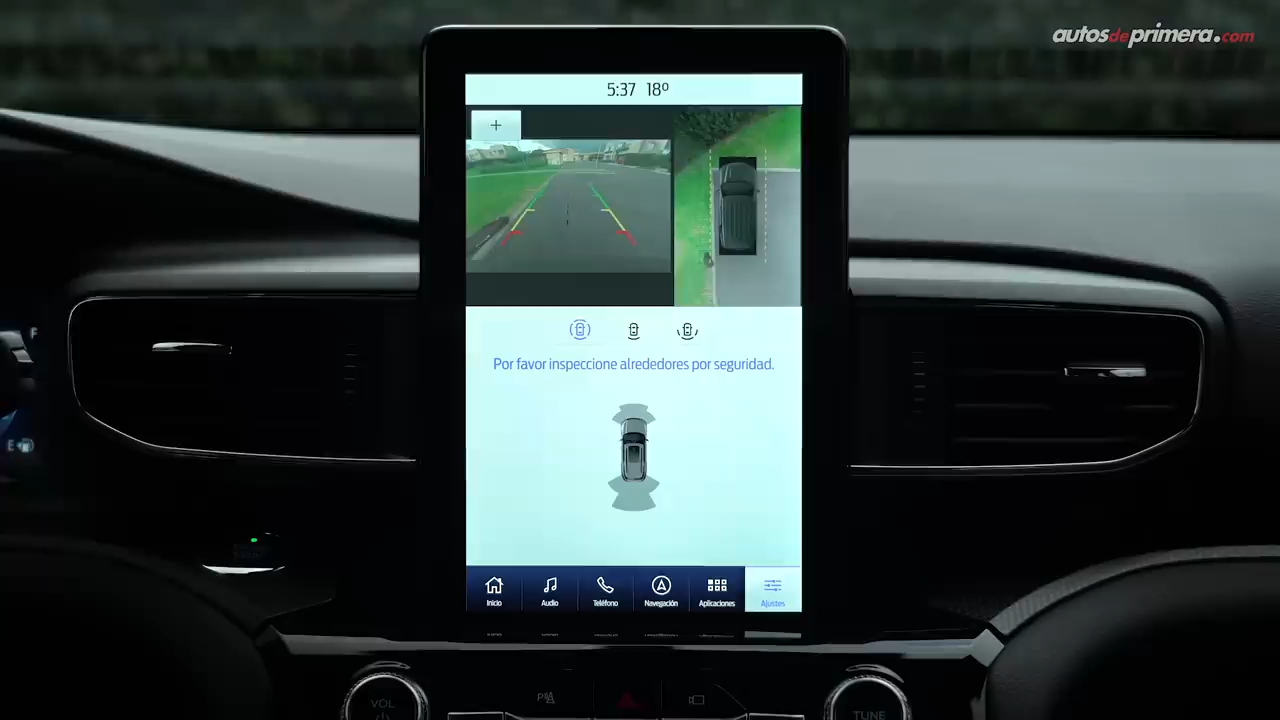 autosdeprimera.com
5:37 18º
+
Por favor inspeccione alrededores por seguridad.
F
E
Inicio
Audio
Teléfono
Navegación
Aplicaciones
Ajustes
VOL
TUNE